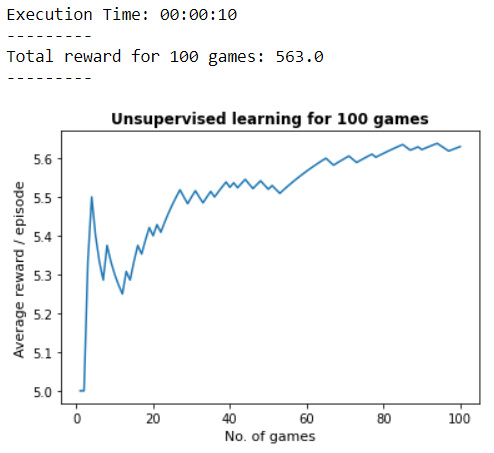 Execution Time: 00:00:10
---------
Total reward for 100 games: 563.0
---------
Unsupervised learning for 100 games
Average reward / episode
5.6
5.5
5.4
5.3
5.2
5.1
5.0
0 20 40 60 80 100
No. of games